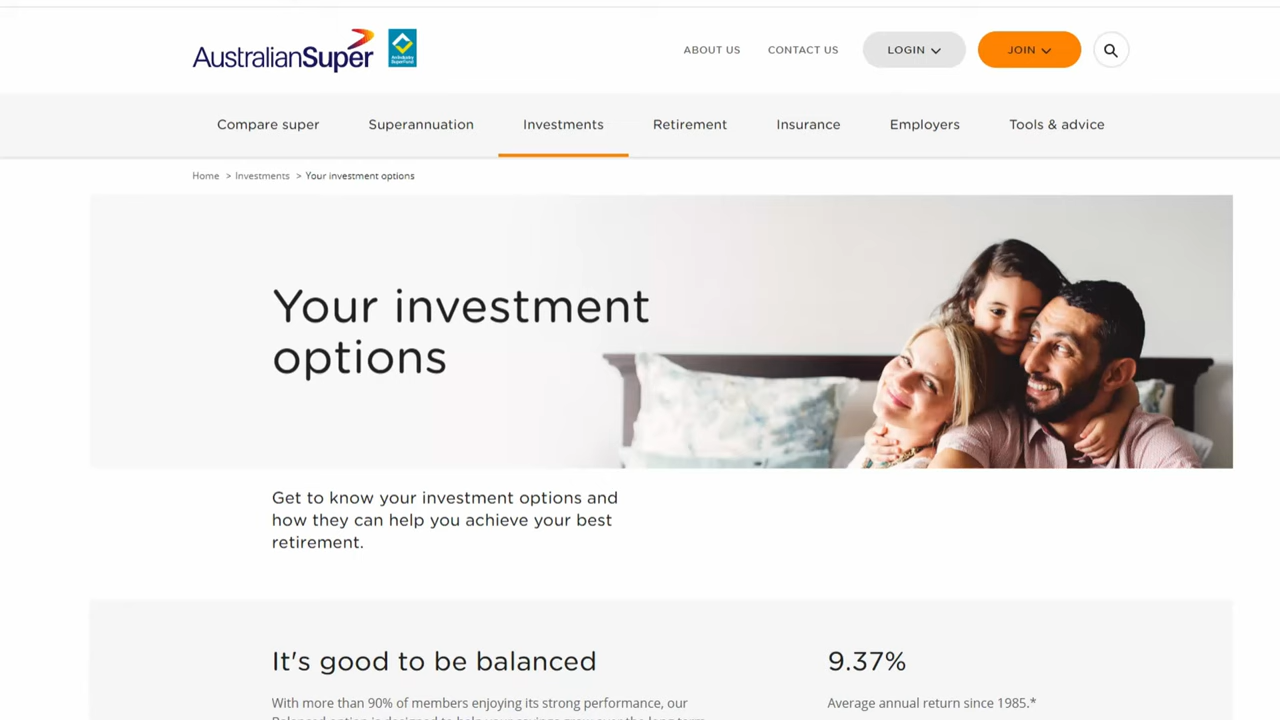 AustralianSuper
ABOUT US
CONTACT US
LOGIN
JOIN
Compare super
Superannuation
Investments
Retirement
Insurance
Employers
Tools & advice
Home > Investments > Your investment options
Your investment
options
Get to know your investment options and
how they can help you achieve your best
retirement.
It's good to be balanced
9.37%
With more than 90% of members enjoying its strong performance, our
Average annual return since 1985.*